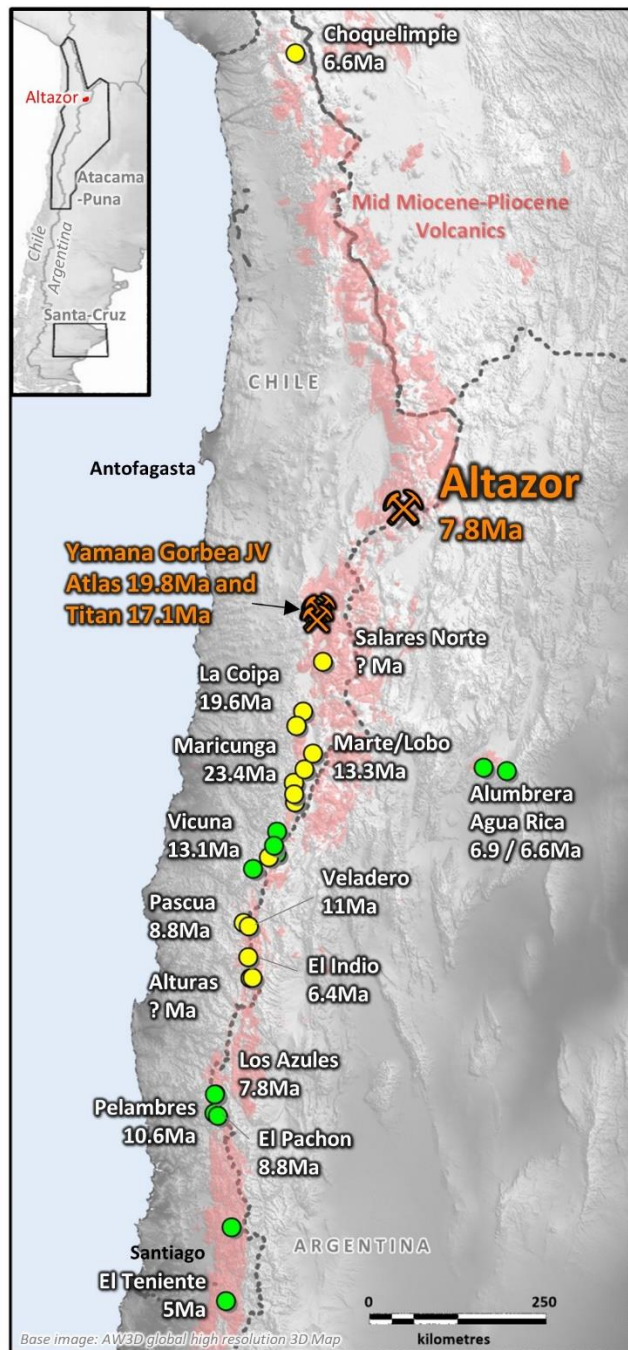 Choquelimpie
6.6Ma
Altazor
Atacama
-Puna
Chile
Argentina
Santa-Cruz
Mid Miocene-Pliocene
Volcanics
CHILE
Antofagasta
Altazor
7.8Ma
Yamana Gorbea JV
Atlas 19.8Ma and
Titan 17.1Ma
Salares Norte
? Ma
La Coipa
19.6Ma
Maricunga
23.4Ma
Marte/Lobo
13.3Ma
Alumbrera
Agua Rica
6.9 / 6.6Ma
Vicuna
13.1Ma
Veladero
11Ma
Pascua
8.8Ma
El Indio
6.4Ma
Alturas
? Ma
Los Azules
7.8Ma
Pelambres
10.6Ma
El Pachon
8.8Ma
ARGENTINA
Santiago
El Teniente
5Ma
0 250
kilometres
Base image: AW3D global high resolution 3D Map